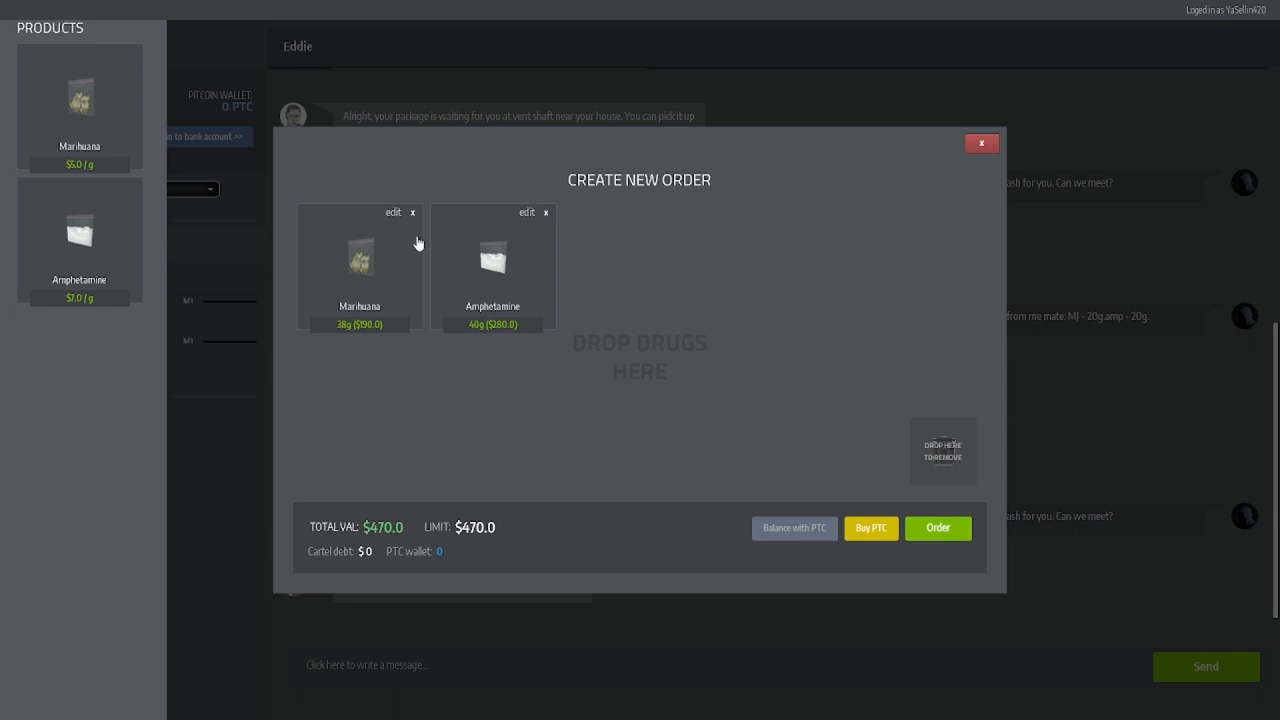 Loged in as YaSellin420
PRODUCTS
Marihuana
$5.0 / g
Amphetamine
$7.0 / g
PITCOIN WALLET:
0 PTC
to bank account >>
M1
M1
Eddie
Alright, your package is waiting for you at vent shaft near your house. You can pick it up
ash for you. Can we meet?
from me mate: MJ - 20g.amp - 20g.
ash for you. Can we meet?
x
CREATE NEW ORDER
edit x
Marihuana
38g ($190.0)
edit x
Amphetamine
40g ($280.0)
DROP DRUGS
HERE
DROP HERE
TO REMOVE
TOTAL VAL: $470.0 LIMIT: $470.0
Cartel debt: $ 0 PTC wallet: 0
Balance with PTC
Buy PTC
Order
Click here to write a message...
Send